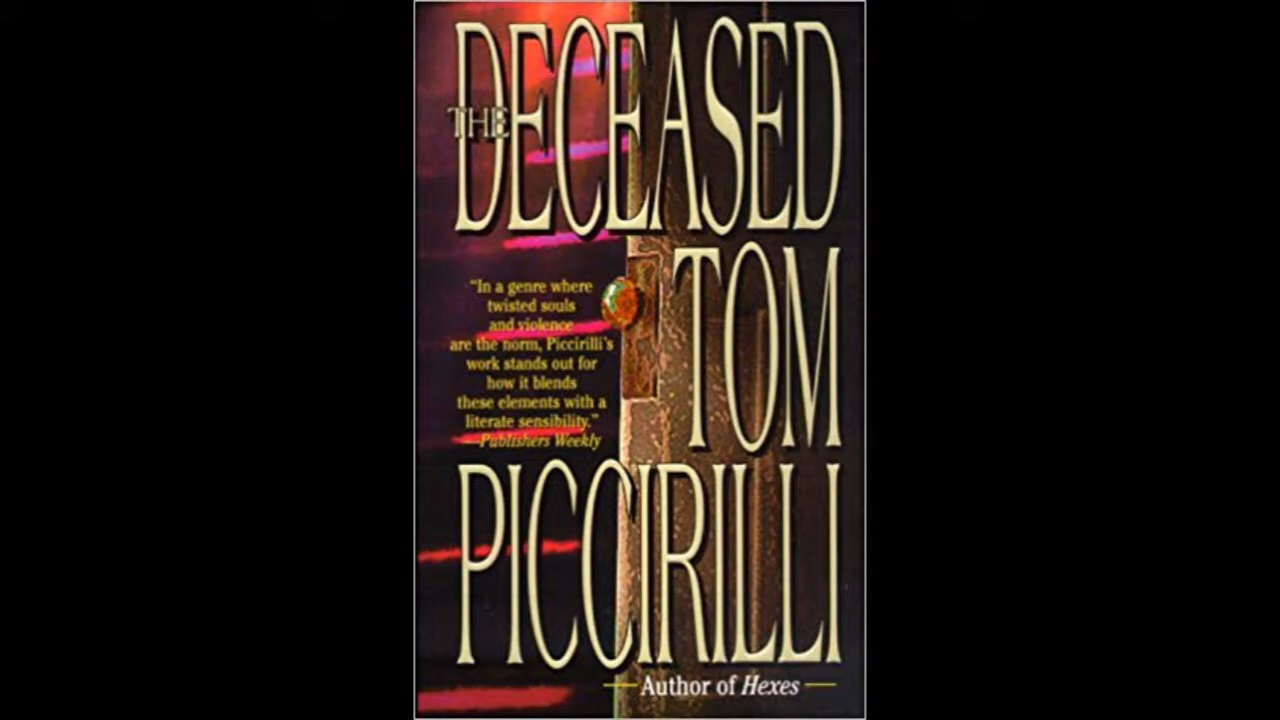 THE
DECEASED
TOM
PICCIRILLI
"In a genre where
twisted souls
and violence
are the norm, Piccirilli's
work stands out for
how it blends
these elements with a
literate sensibility."
—Publishers Weekly
Author of Hexes